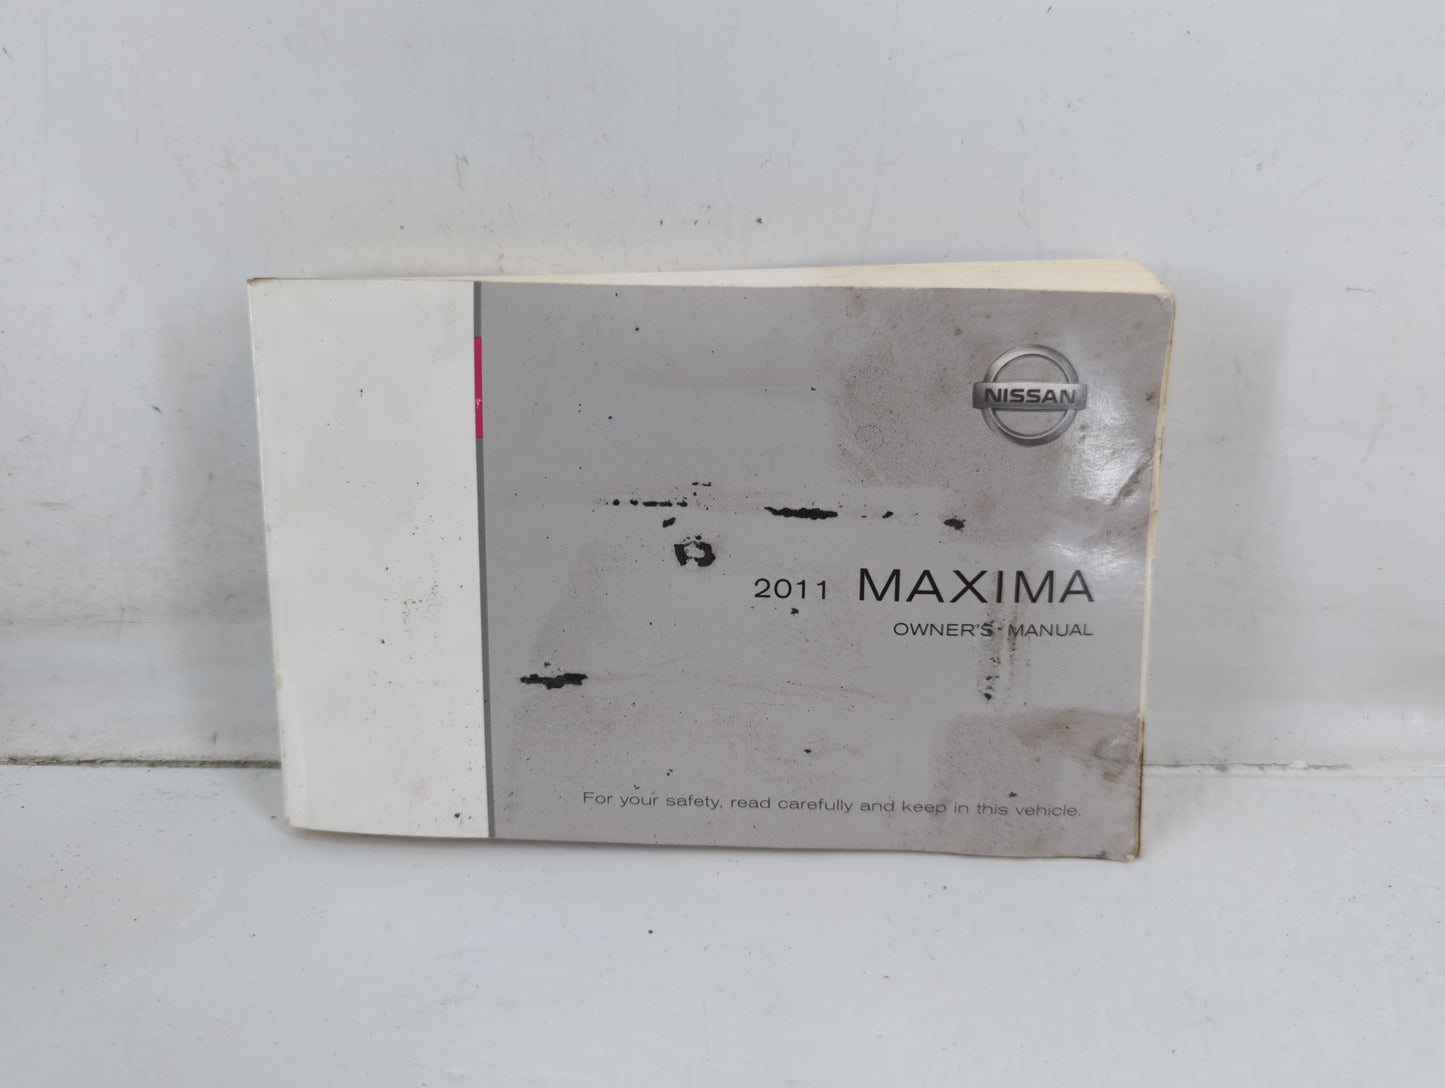 NISSAN
2011 MAXIMA
OWNER'S MANUAL
For your safety, read carefully and keep in this vehicle.